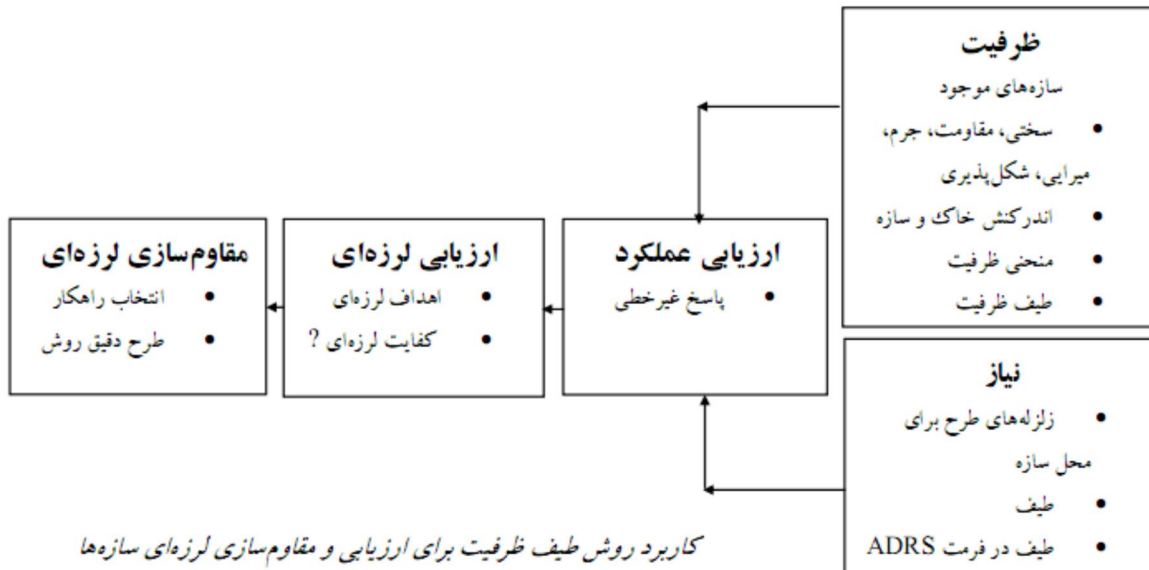 ظرفیت
سازه‌های موجود
• سختی، مقاومت، جرم،
میرایی، شکل‌پذیری
• اندرکنش خاک و سازه
• منحنی ظرفیت
• طیف ظرفیت
نیاز
• زلزله‌های طرح برای
محل سازه
• طیف
• طیف در فرمت ADRS
ارزیابی عملکرد
• پاسخ غیرخطی
ارزیابی لرزه‌ای
• اهداف لرزه‌ای
• کفایت لرزه‌ای ?
مقاوم‌سازی لرزه‌ای
• انتخاب راهکار
• طرح دقیق روش
کاربرد روش طیف ظرفیت برای ارزیابی و مقاوم‌سازی لرزه‌ای سازه‌ها